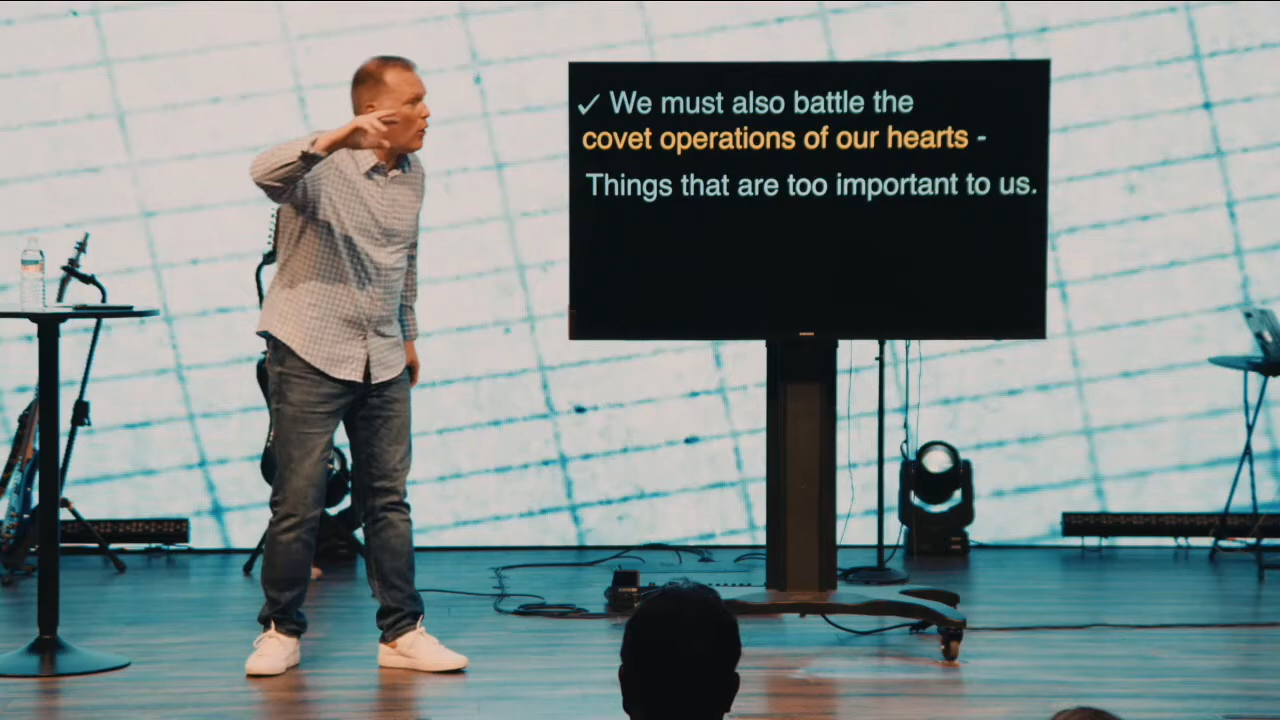 ✓ We must also battle the
covet operations of our hearts -
Things that are too important to us.